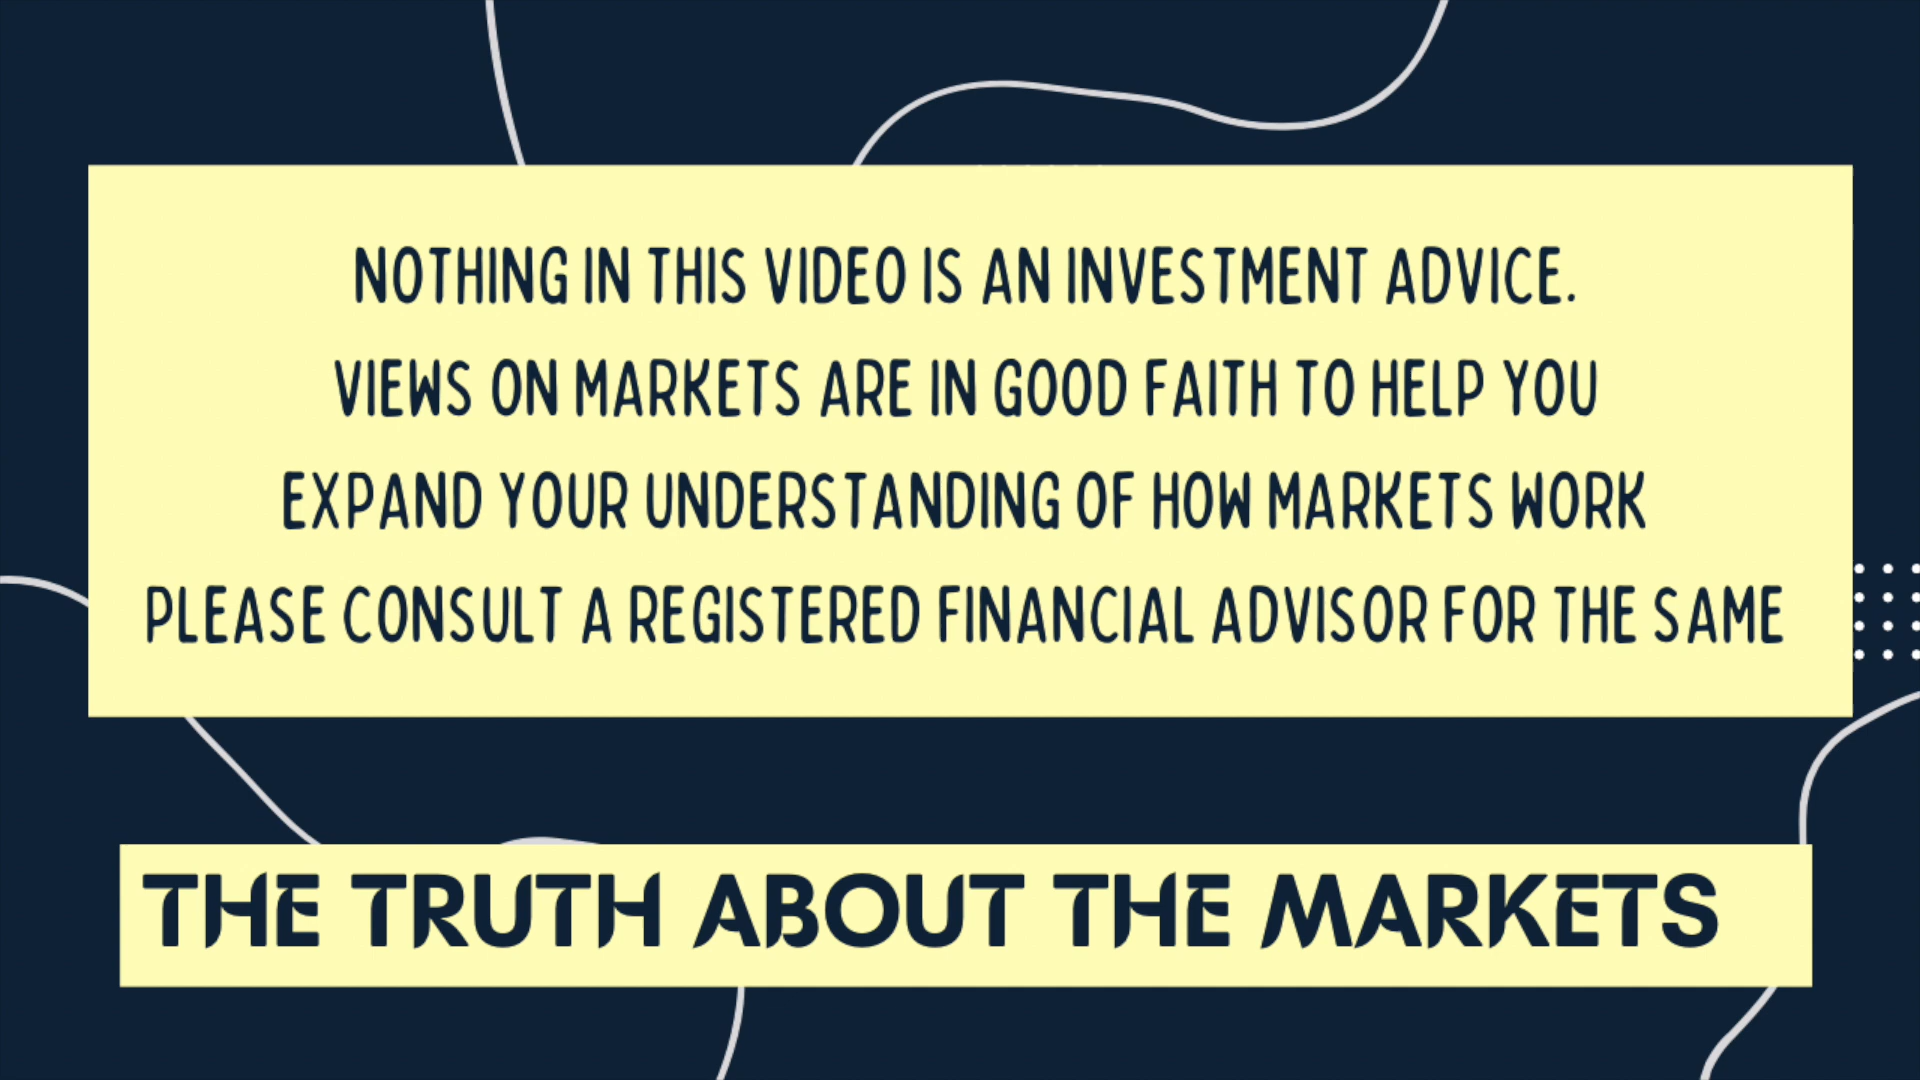 NOTHING IN THIS VIDEO IS AN INVESTMENT ADVICE.
VIEWS ON MARKETS ARE IN GOOD FAITH TO HELP YOU
EXPAND YOUR UNDERSTANDING OF HOW MARKETS WORK
PLEASE CONSULT A REGISTERED FINANCIAL ADVISOR FOR THE SAME
THE TRUTH ABOUT THE MARKETS